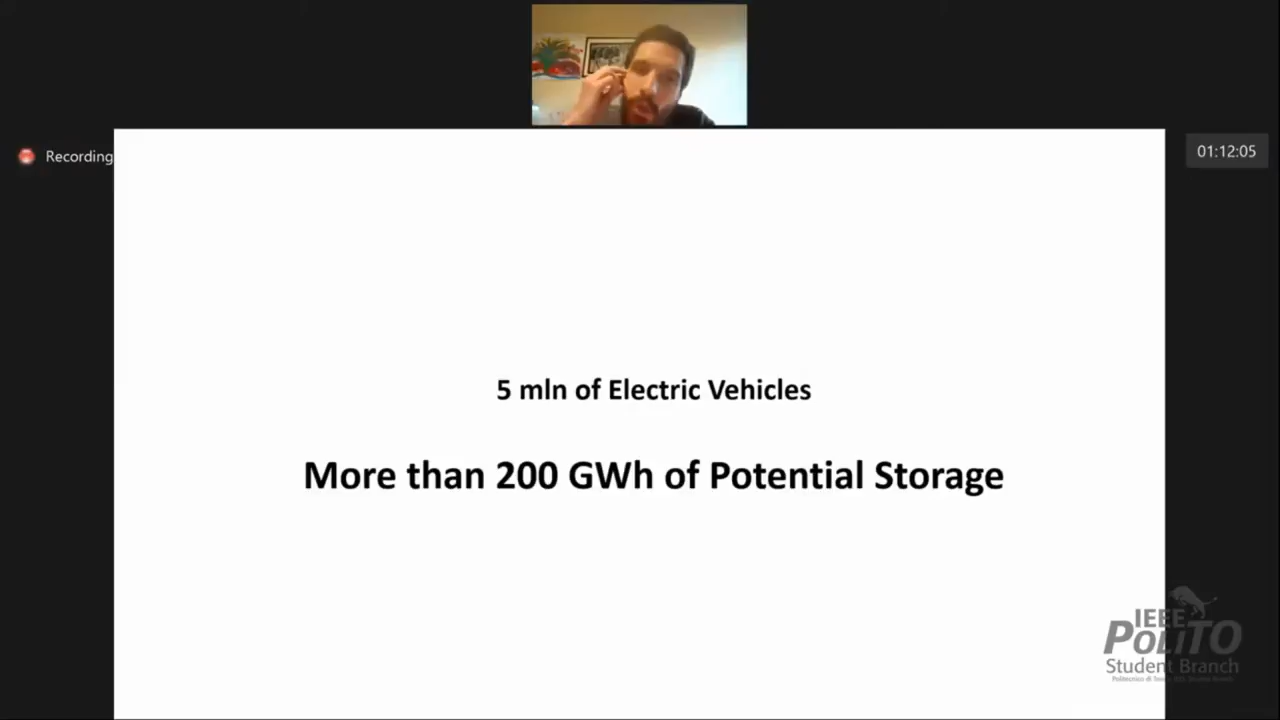 Recording
01:12:05
5 mln of Electric Vehicles
More than 200 GWh of Potential Storage
IEEE
POLITO
Student Branch